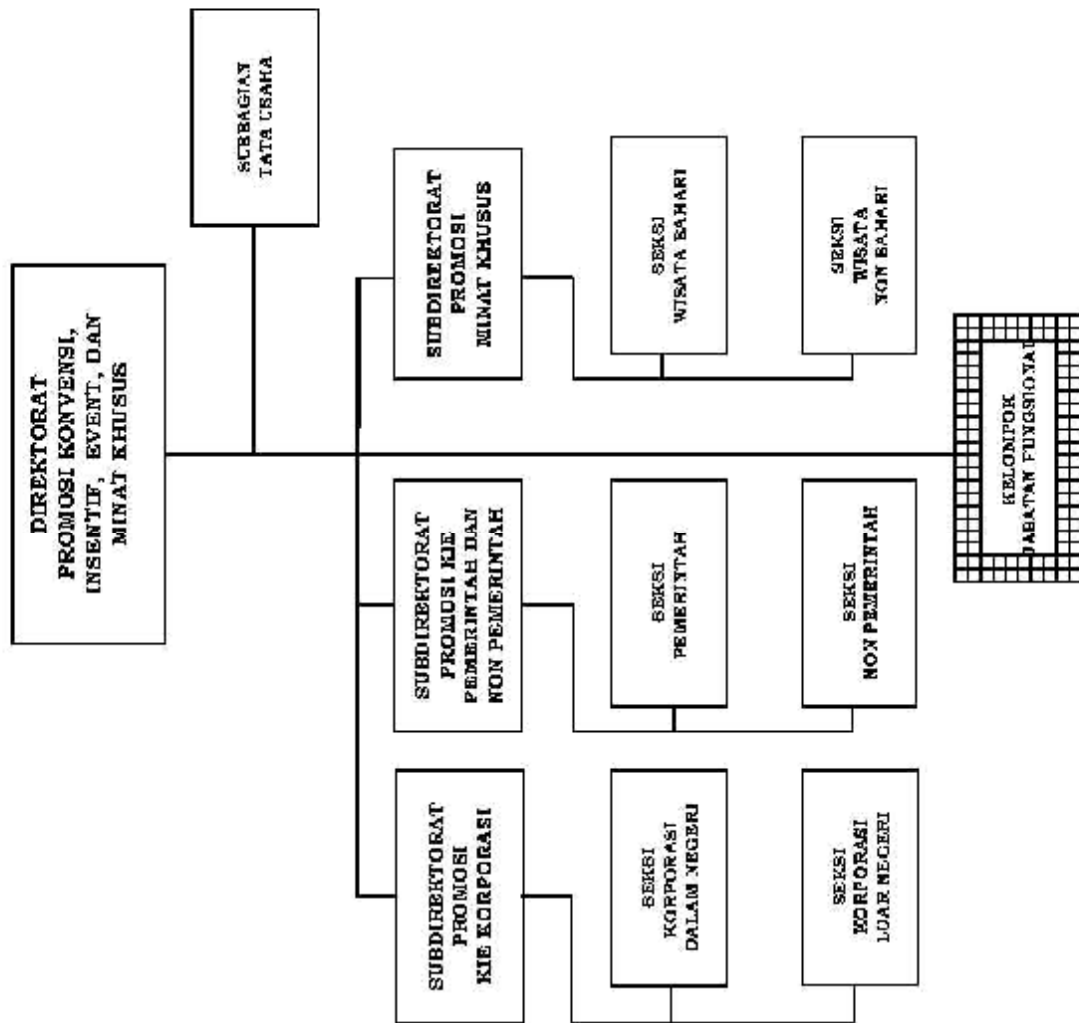 DIREKTORAT
PROMOSI KONVENSI,
INSENTIF, EVENT, DAN
MINAT KHUSUS
SUBBAGIAN
TATA USAHA
SUBDIREKTORAT
PROMOSI
KIE KORPORASI
SUBDIREKTORAT
PROMOSI KIE
PEMERINTAH DAN
NON PEMERINTAH
SUBDIREKTORAT
PROMOSI
MINAT KHUSUS
SEKSI
KORPORASI
DALAM NEGERI
SEKSI
PEMERINTAH
SEKSI
WISATA BAHARI
SEKSI
KORPORASI
LUAR NEGERI
SEKSI
NON PEMERINTAH
SEKSI
WISATA
NON BAHARI
KELOMPOK
JABATAN FUNGSIONAL